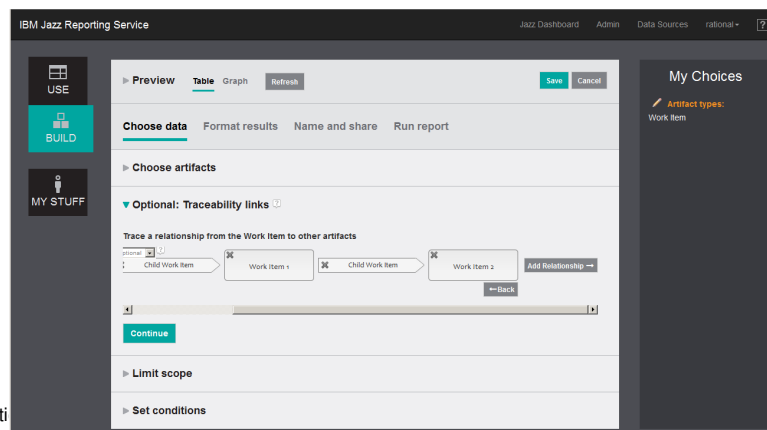 IBM Jazz Reporting Service
Jazz Dashboard Admin Data Sources rational ?
USE
BUILD
MY STUFF
Preview Table Graph Refresh
Save Cancel
Choose data Format results Name and share Run report
Choose artifacts
Optional: Traceability links ?
Trace a relationship from the Work Item to other artifacts
ptional ?
Child Work Item Work Item 1 Child Work Item Work Item 2 Add Relationship →
←Back
Continue
Limit scope
Set conditions
My Choices
Artifact types:
Work Item
ti